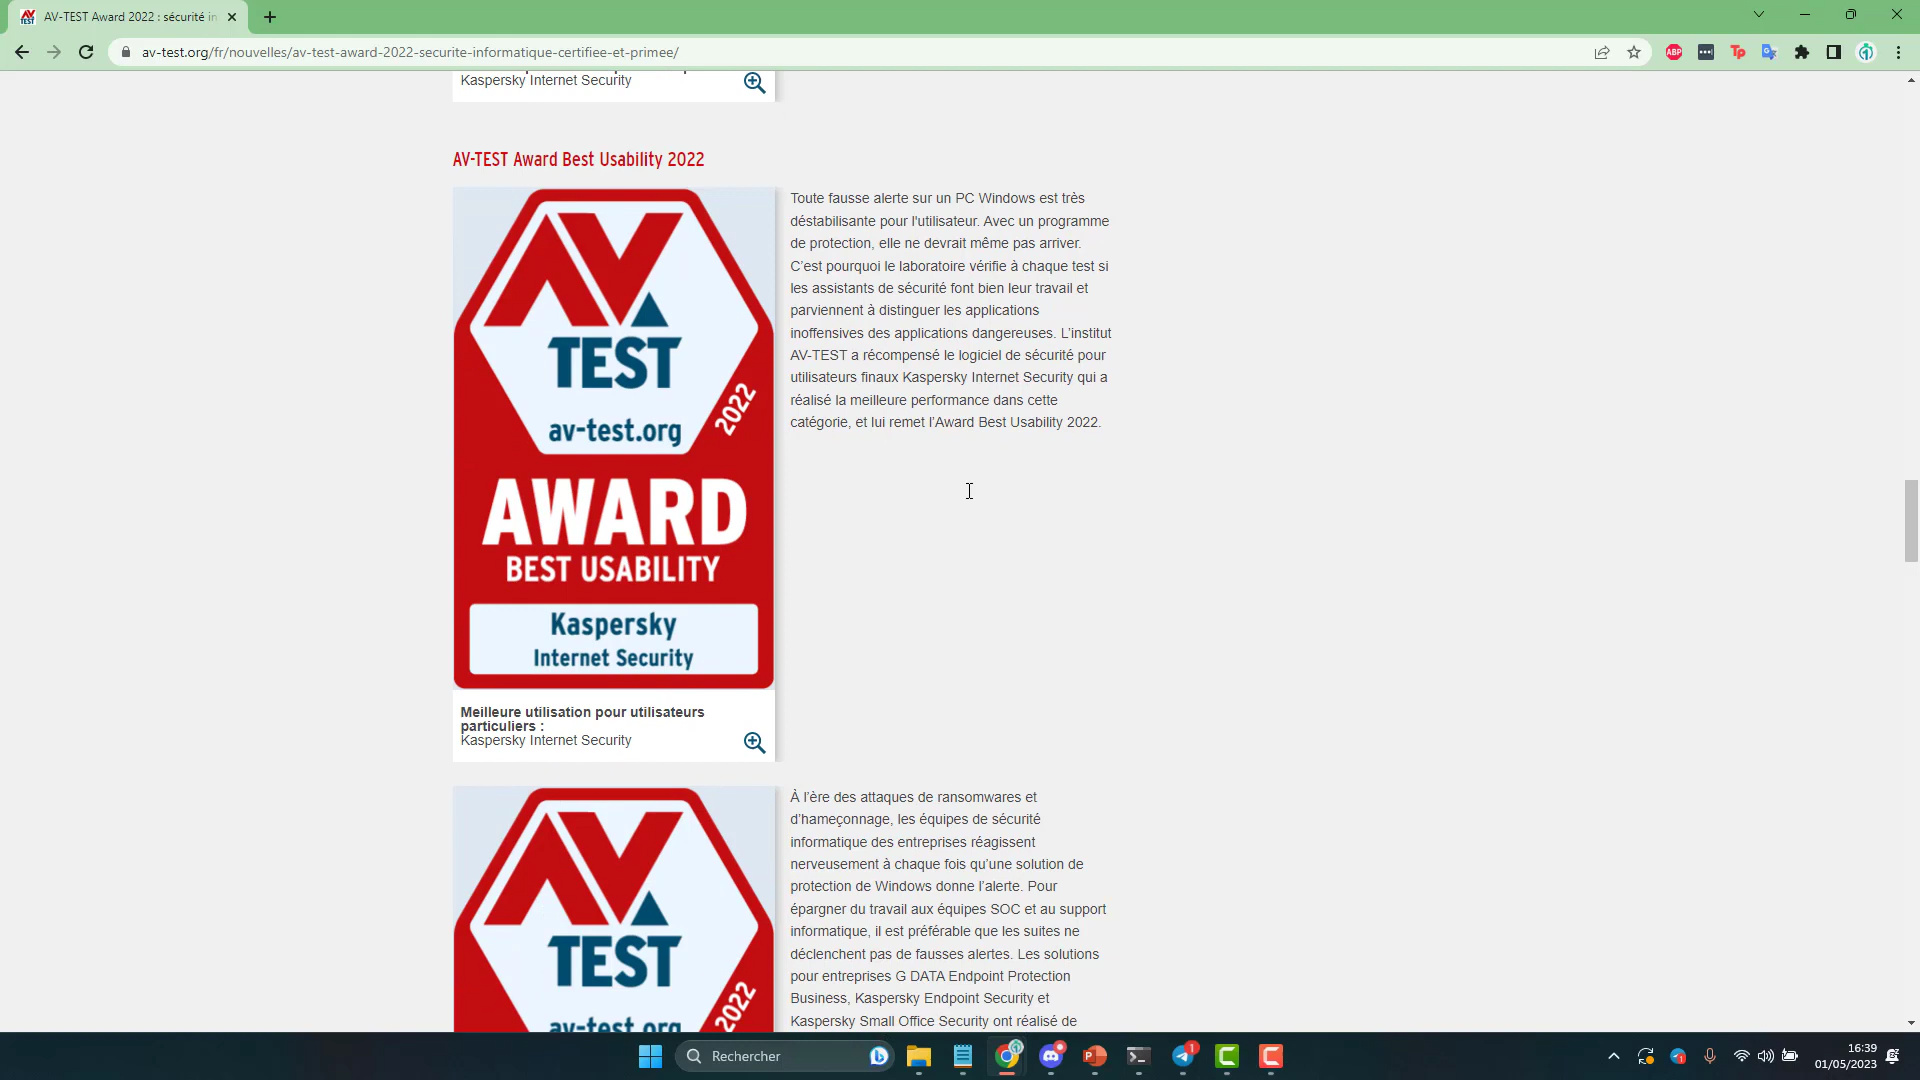 AV-TEST Award 2022 : sécurité in
av-test.org/fr/nouvelles/av-test-award-2022-securite-informatique-certifiee-et-primee/
ABP
Tp
Kaspersky Internet Security
AV-TEST Award Best Usability 2022
AV
TEST
av-test.org
2022
AWARD
BEST USABILITY
Kaspersky
Internet Security
Meilleure utilisation pour utilisateurs
particuliers :
Kaspersky Internet Security
Toute fausse alerte sur un PC Windows est très
déstabilisante pour l'utilisateur. Avec un programme
de protection, elle ne devrait même pas arriver.
C’est pourquoi le laboratoire vérifie à chaque test si
les assistants de sécurité font bien leur travail et
parviennent à distinguer les applications
inoffensives des applications dangereuses. L’institut
AV-TEST a récompensé le logiciel de sécurité pour
utilisateurs finaux Kaspersky Internet Security qui a
réalisé la meilleure performance dans cette
catégorie, et lui remet l’Award Best Usability 2022.
AV
TEST
av-test.org
2022
À l’ère des attaques de ransomwares et
d’hameçonnage, les équipes de sécurité
informatique des entreprises réagissent
nerveusement à chaque fois qu’une solution de
protection de Windows donne l’alerte. Pour
épargner du travail aux équipes SOC et au support
informatique, il est préférable que les suites ne
déclenchent pas de fausses alertes. Les solutions
pour entreprises G DATA Endpoint Protection
Business, Kaspersky Endpoint Security et
Kaspersky Small Office Security ont réalisé de
Rechercher
16:39
01/05/2023